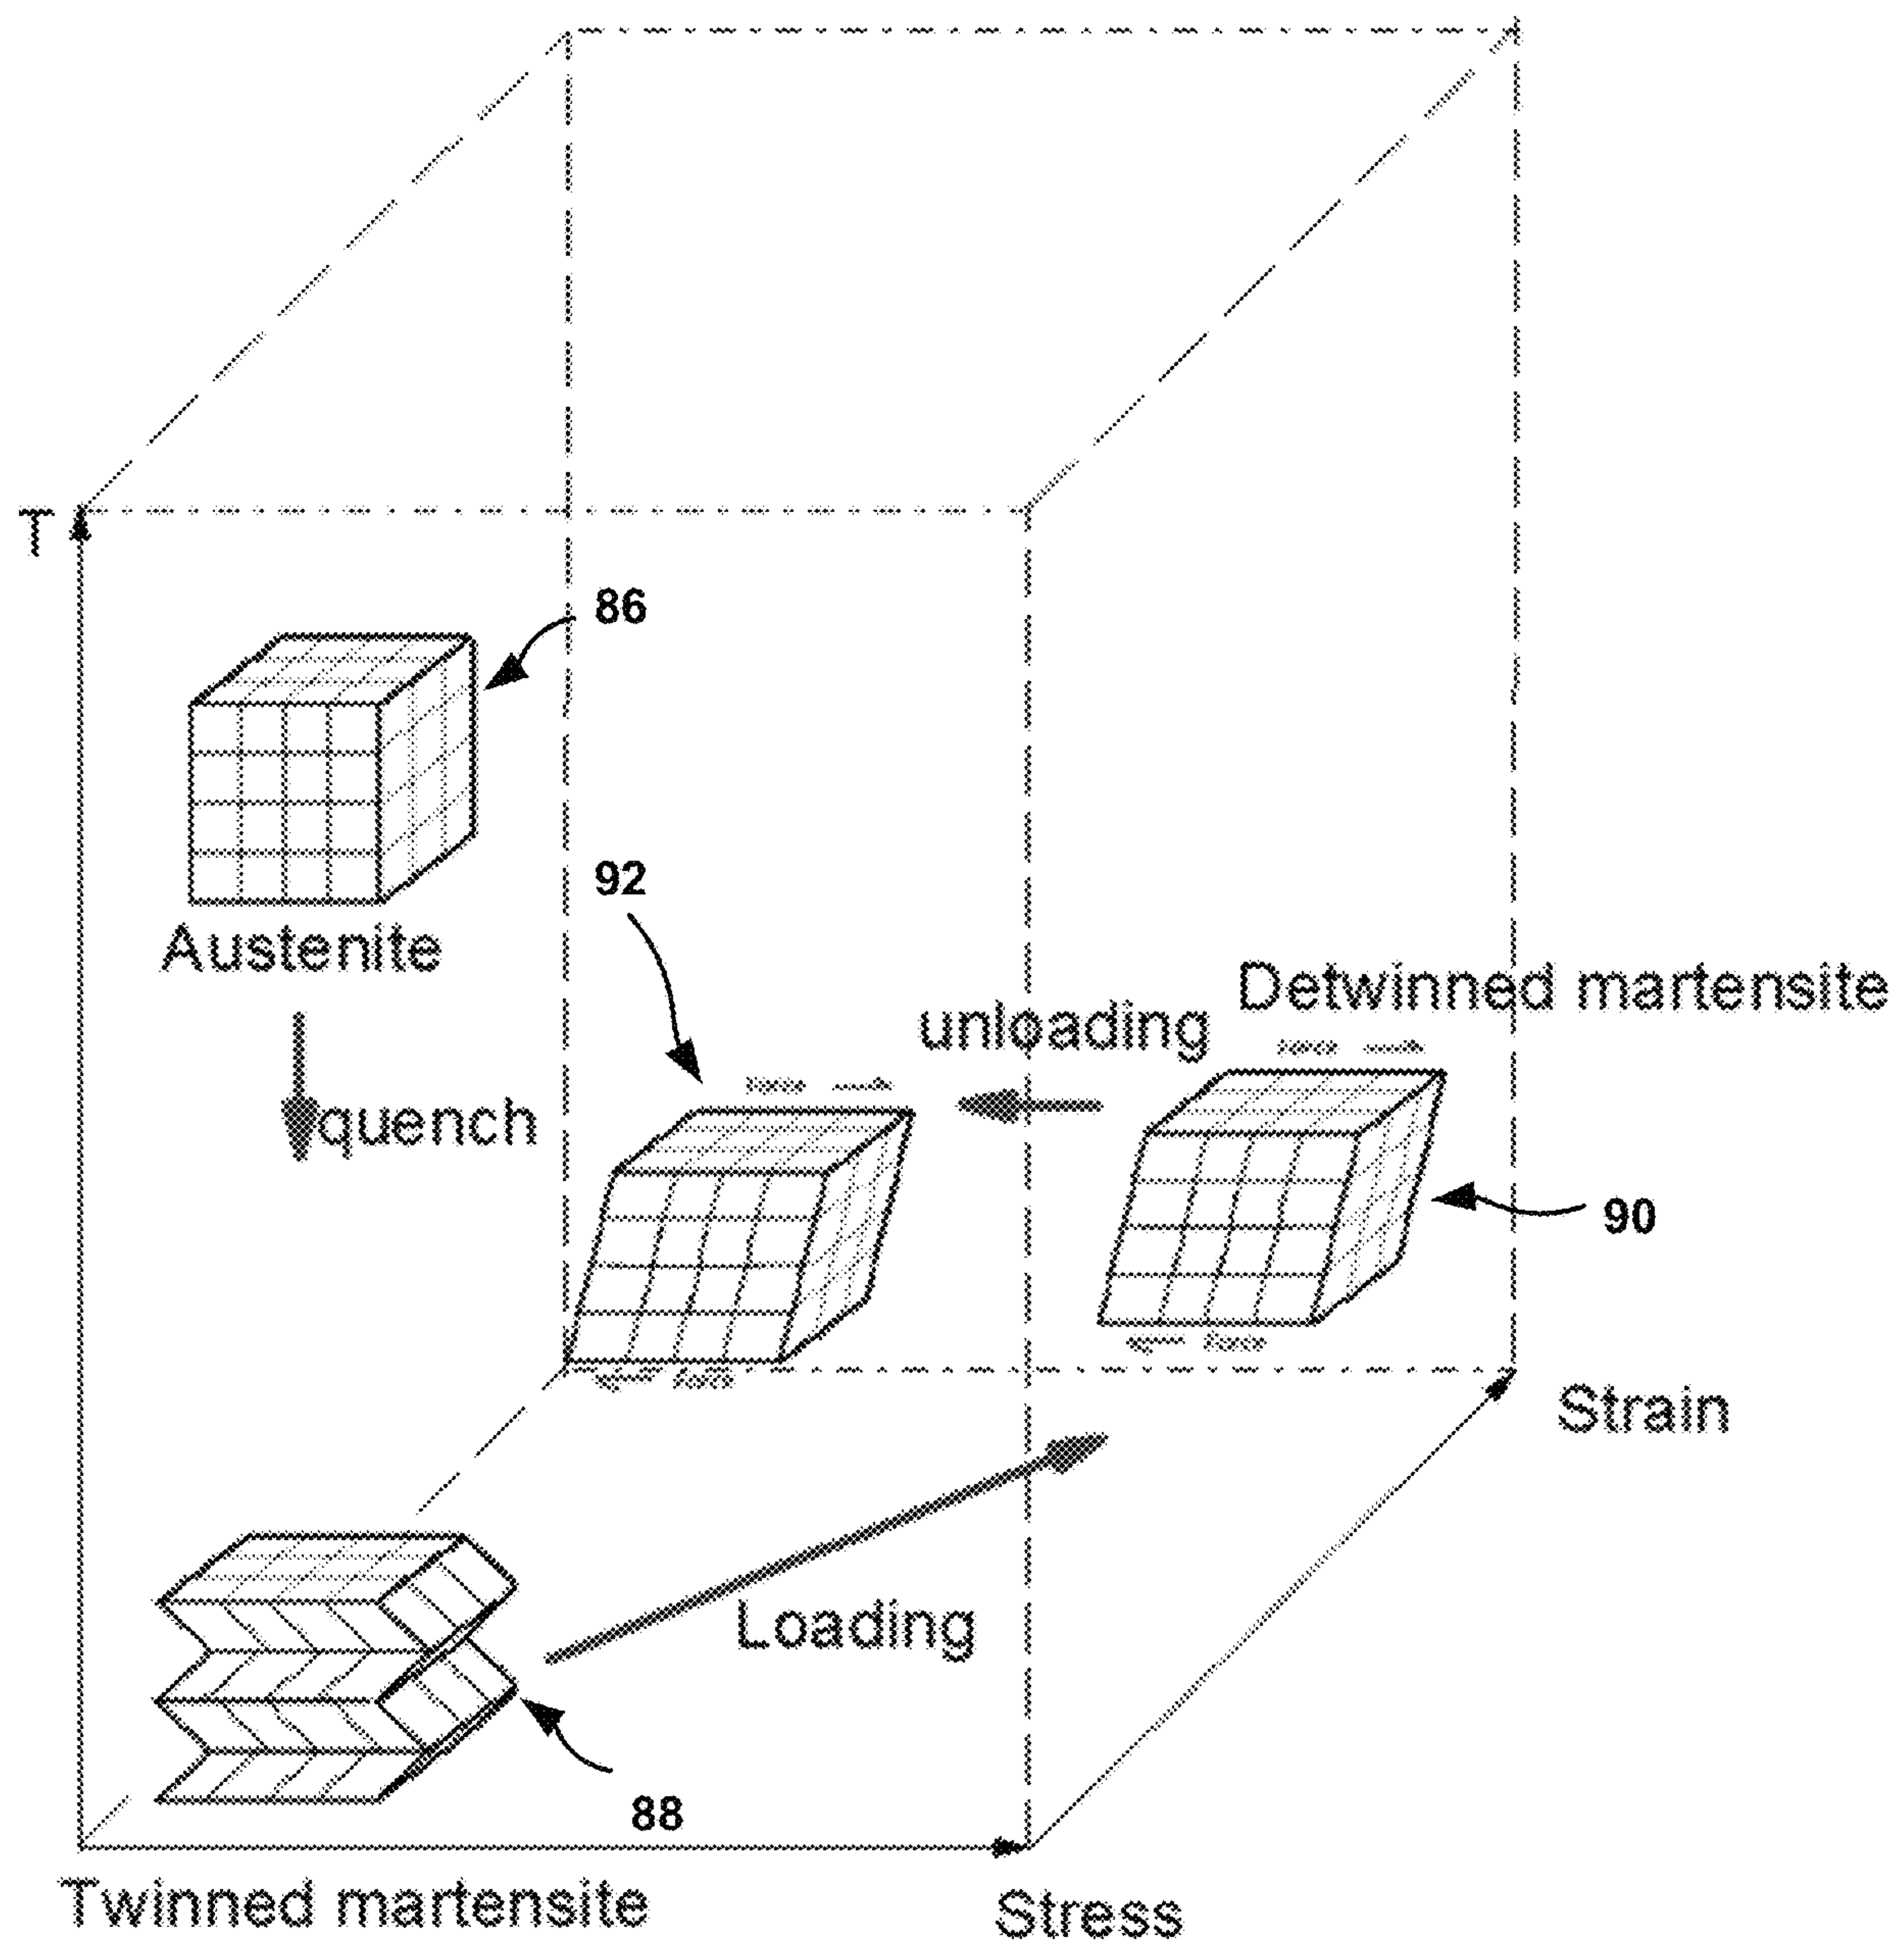 T
86
Austenite
92
Detwinned martensite
unloading
quench
90
Strain
Loading
88
Twinned martensite
Stress